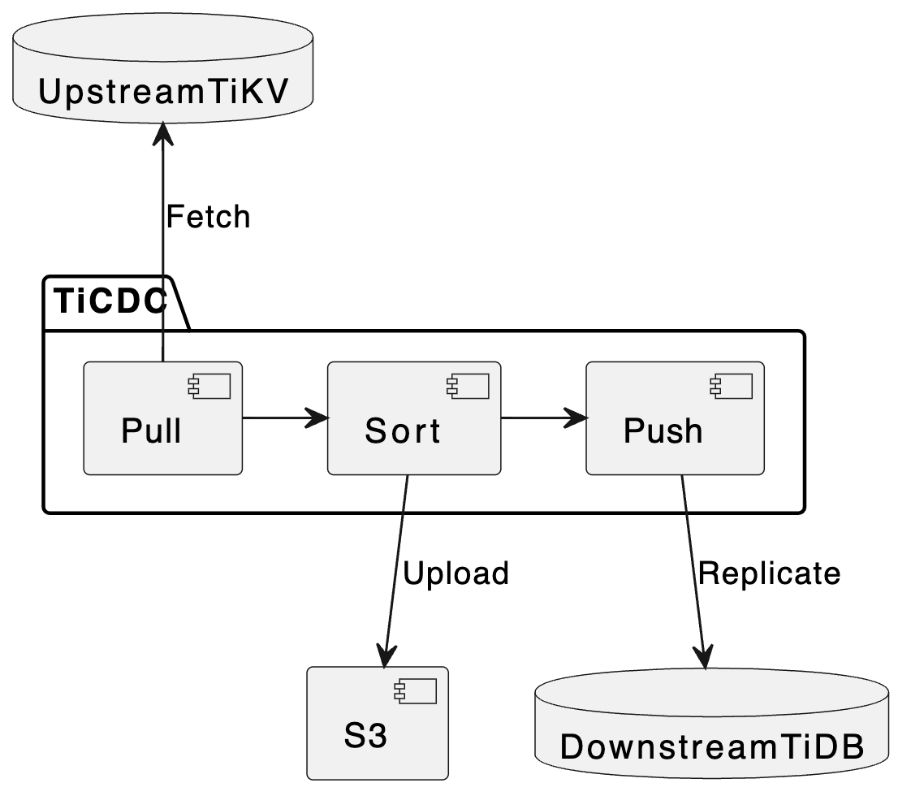 UpstreamTiKV
Fetch
TiCDC
Pull
Sort
Push
Upload
Replicate
S3
DownstreamTiDB